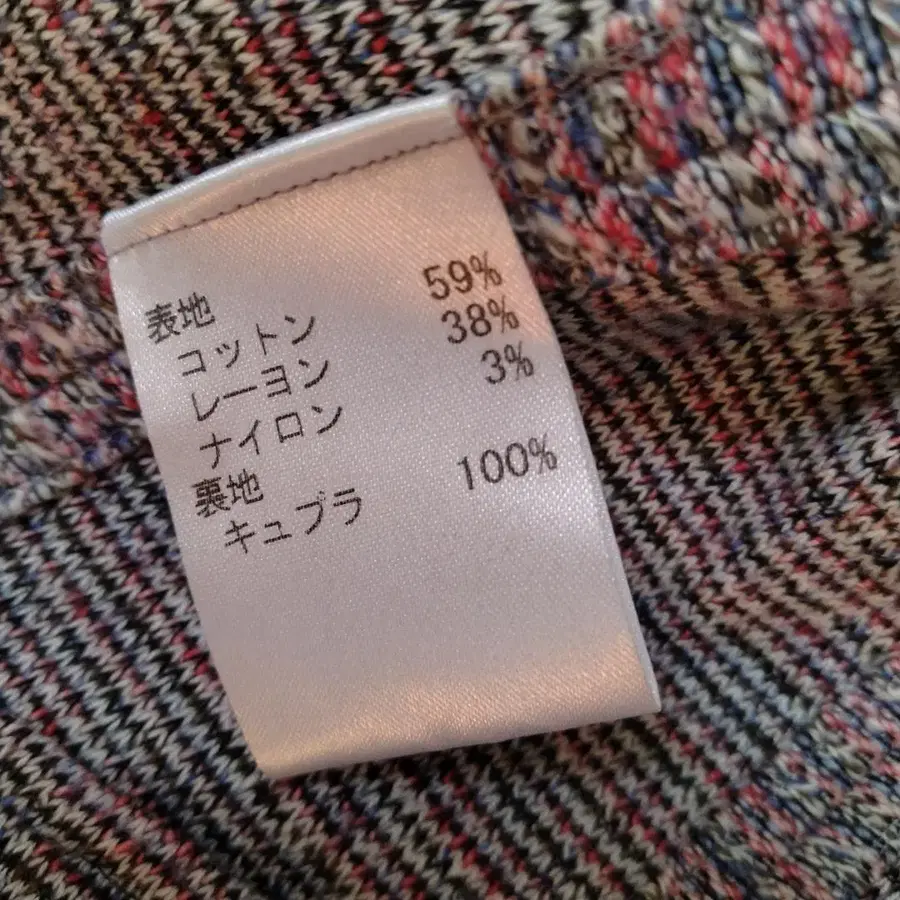 表地
コットン 59%
レーヨン 38%
ナイロン 3%
裏地
キュプラ 100%